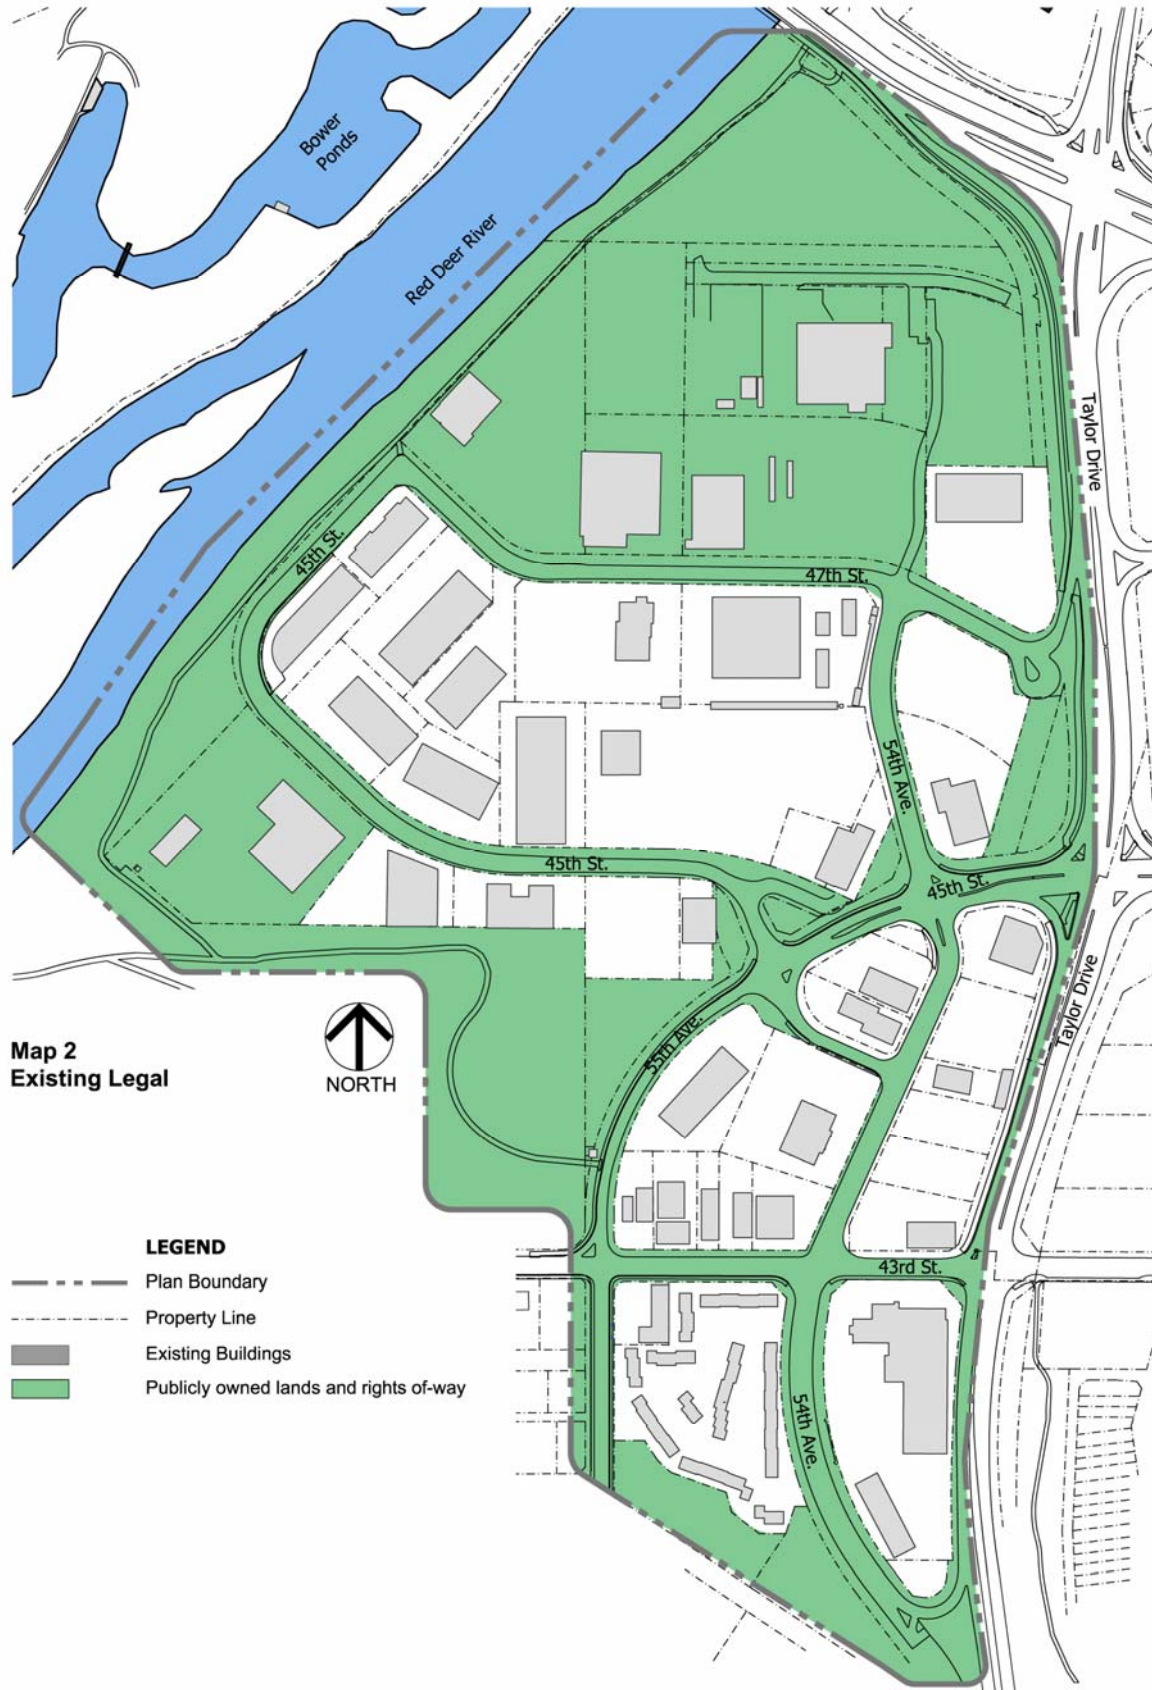 Bower
Ponds
Red Deer River
Taylor Drive
45th St.
47th St.
54th Ave.
45th St.
45th St.
Taylor Drive
55th Ave.
Map 2
Existing Legal
NORTH
43rd St.
54th Ave.
LEGEND
Plan Boundary
Property Line
Existing Buildings
Publicly owned lands and rights of-way